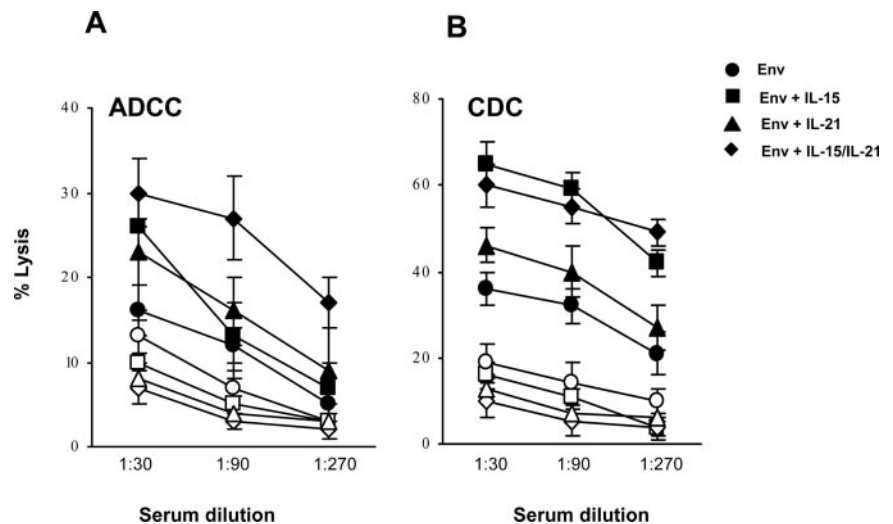 A
B
Env
Env + IL-15
Env + IL-21
Env + IL-15/IL-21
ADCC
CDC
40
30
20
10
0
80
60
40
20
0
% Lysis
1:30 1:90 1:270
1:30 1:90 1:270
Serum dilution
Serum dilution